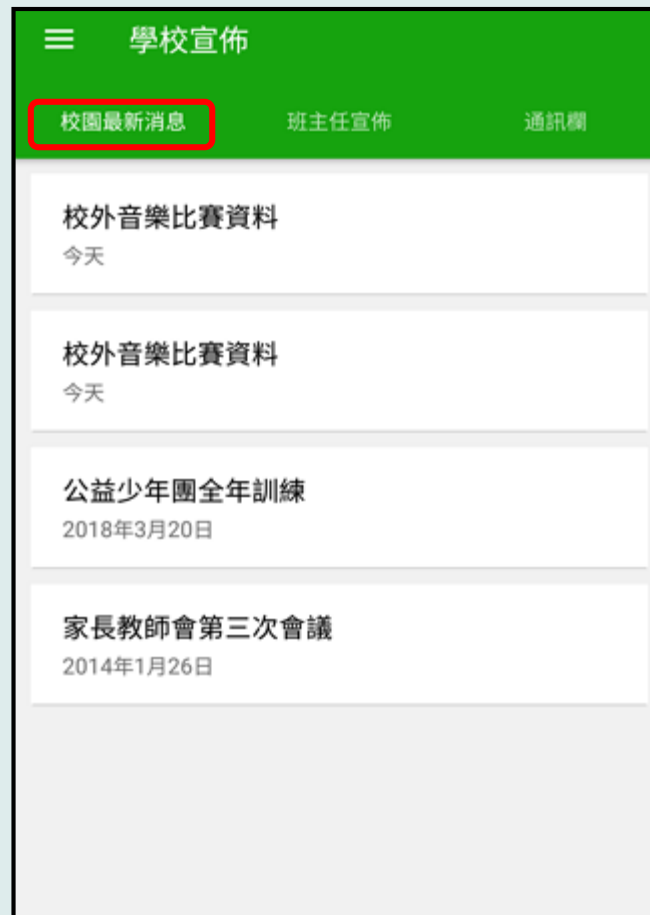 學校宣佈
校園最新消息 班主任宣佈 通訊欄
校外音樂比賽資料
今天
校外音樂比賽資料
今天
公益少年團全年訓練
2018年3月20日
家長教師會第三次會議
2014年1月26日